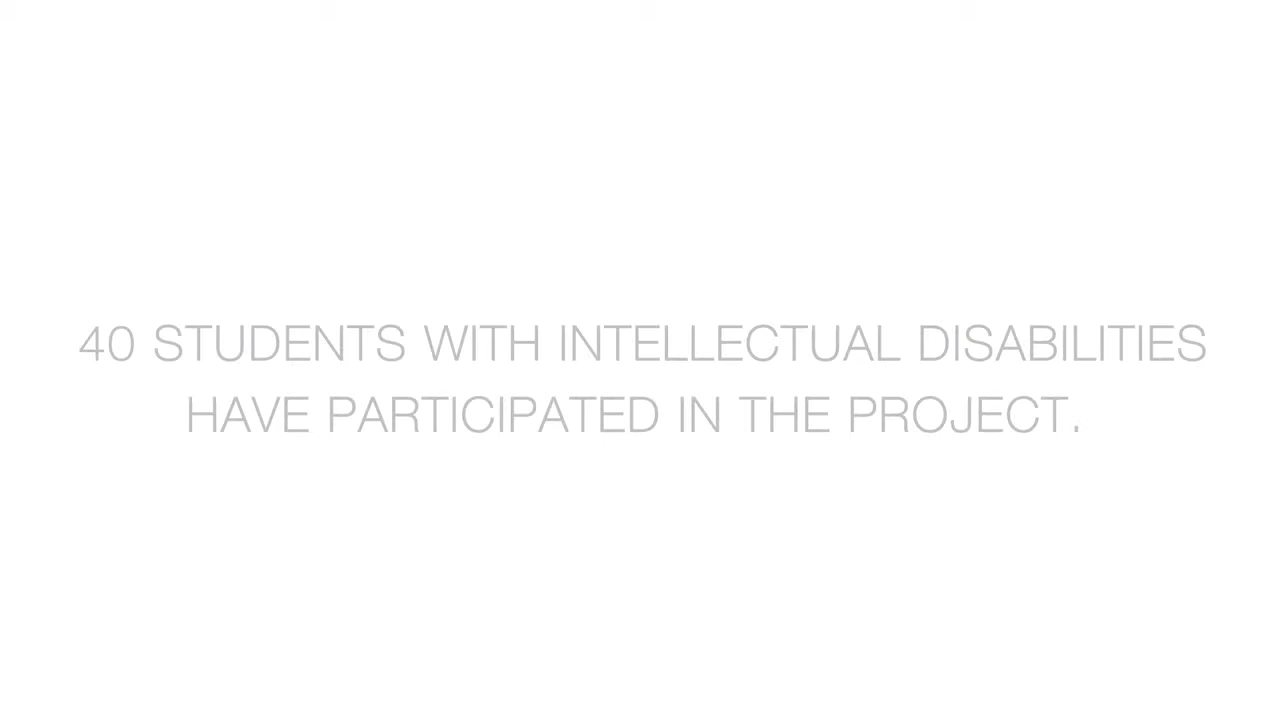 40 STUDENTS WITH INTELLECTUAL DISABILITIES
HAVE PARTICIPATED IN THE PROJECT.